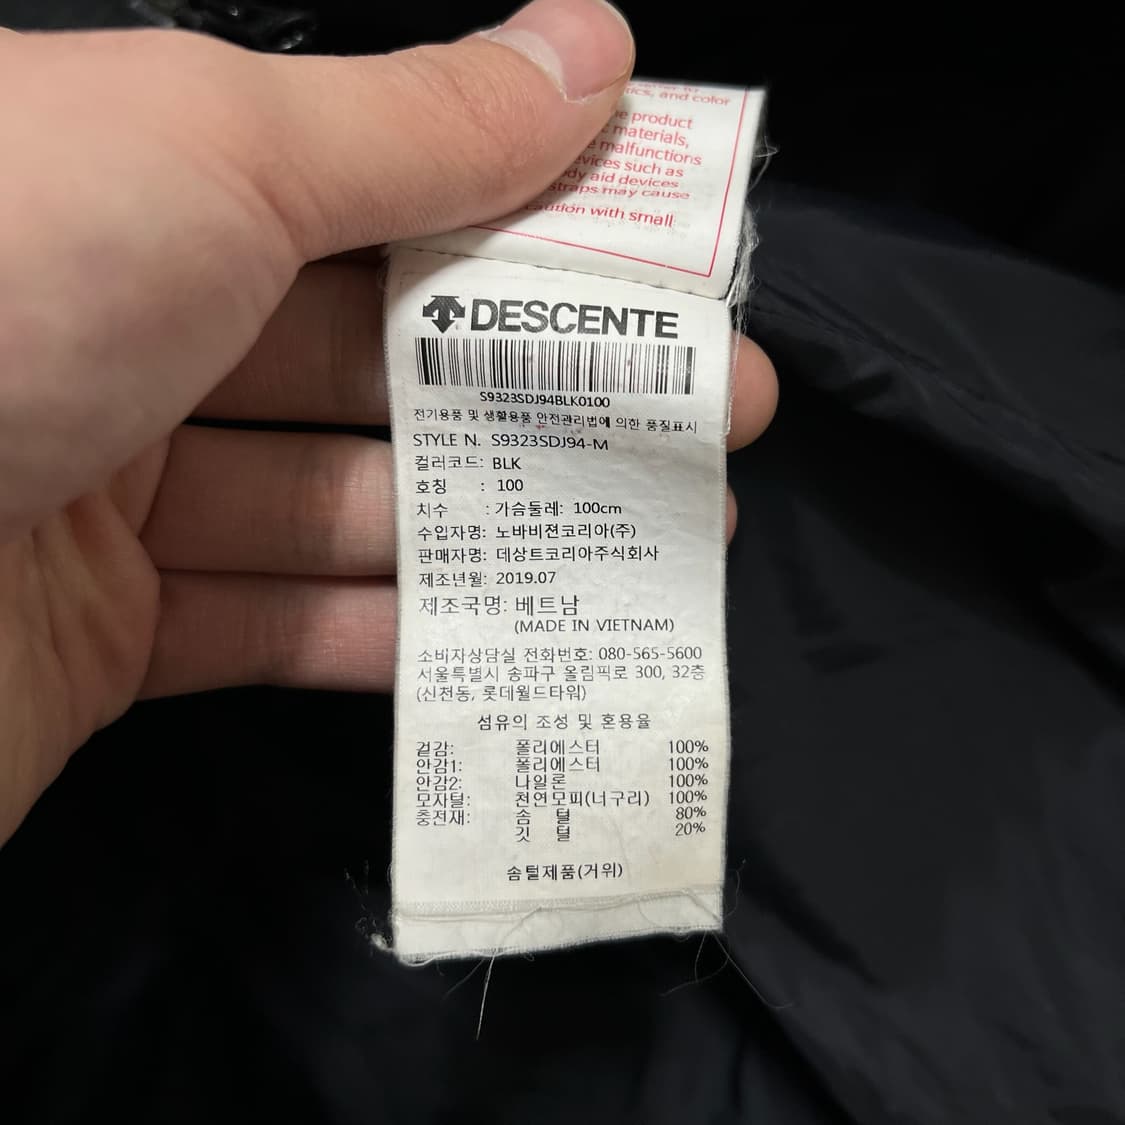 tics, and color
product
materials,
malfunctions
such as
aid devices
straps may cause
caution with small
DESCENTE
S9323SDJ94BLK0100
전기용품 및 생활용품 안전관리법에 의한 품질표시
STYLE N. S9323SDJ94-M
컬러코드: BLK
호칭 : 100
치수 : 가슴둘레: 100cm
수입자명: 노바비젼코리아(주)
판매자명: 데상트코리아주식회사
제조년월: 2019.07
제조국명: 베트남
(MADE IN VIETNAM)
소비자상담실 전화번호: 080-565-5600
서울특별시 송파구 올림픽로 300, 32층
(신천동, 롯데월드타워)
섬유의 조성 및 혼용율
겉감: 폴리에스터 100%
안감1: 폴리에스터 100%
안감2: 나일론 100%
모자털: 천연모피(너구리) 100%
충전재: 솜 털 80%
깃 털 20%
솜털제품(거위)